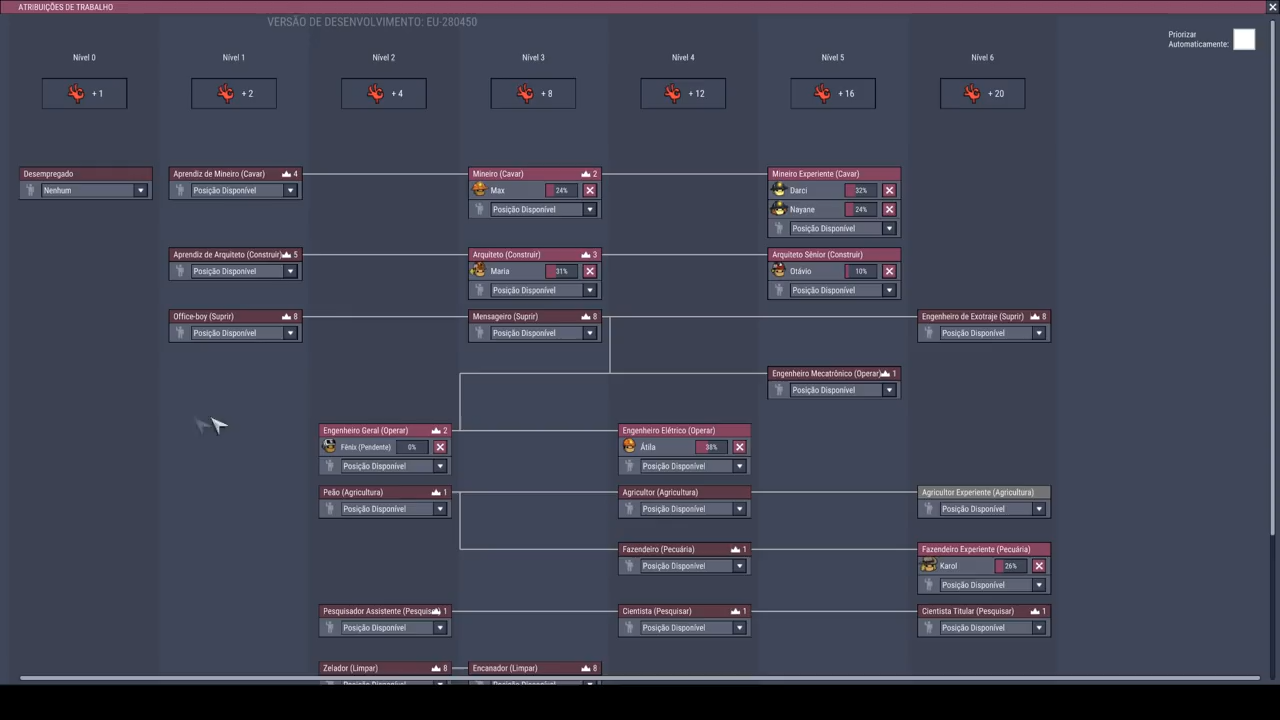 ATRIBUIÇÕES DE TRABALHO
VERSÃO DE DESENVOLVIMENTO: EU-280450
Priorizar
Automaticamente:
Nível 0
Nível 1
Nível 2
Nível 3
Nível 4
Nível 5
Nível 6
+ 1
+ 2
+ 4
+ 8
+ 12
+ 16
+ 20
Desempregado
Nenhum
Aprendiz de Mineiro (Cavar) 4
Posição Disponível
Mineiro (Cavar) 2
Max 24%
Posição Disponível
Mineiro Experiente (Cavar)
Darci 32%
Nayane 24%
Posição Disponível
Aprendiz de Arquiteto (Construir) 5
Posição Disponível
Arquiteto (Construir) 3
Maria 31%
Posição Disponível
Arquiteto Sênior (Construir)
Otávio 10%
Posição Disponível
Office-boy (Suprir) 8
Posição Disponível
Mensageiro (Suprir) 8
Posição Disponível
Engenheiro de Exotraje (Suprir) 8
Posição Disponível
Engenheiro Mecatrônico (Operar) 1
Posição Disponível
Engenheiro Geral (Operar) 2
Fênix (Pendente) 0%
Posição Disponível
Engenheiro Elétrico (Operar)
Átila 38%
Posição Disponível
Peão (Agricultura) 1
Posição Disponível
Agricultor (Agricultura)
Posição Disponível
Agricultor Experiente (Agricultura)
Posição Disponível
Fazendeiro (Pecuária) 1
Posição Disponível
Fazendeiro Experiente (Pecuária)
Karol 26%
Posição Disponível
Pesquisador Assistente (Pesquisar) 1
Posição Disponível
Cientista (Pesquisar) 1
Posição Disponível
Cientista Titular (Pesquisar) 1
Posição Disponível
Zelador (Limpar) 8
Posição Disponível
Encanador (Limpar) 8
Posição Disponível